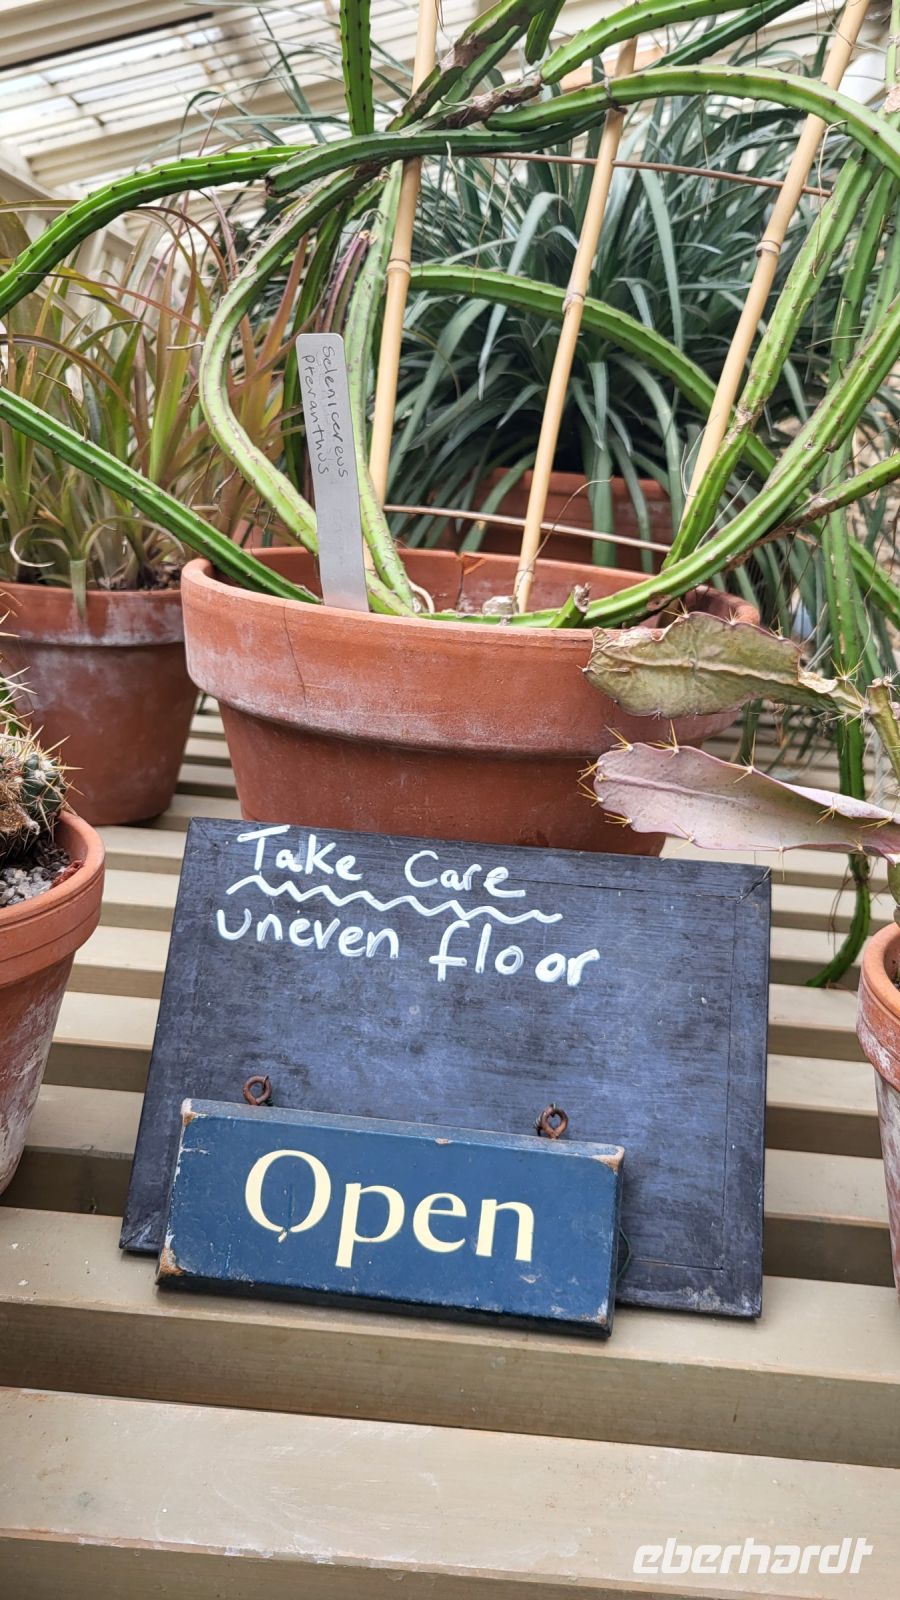 Selenicereus
pteranthus
Take Care
uneven floor
Open
eberhardt